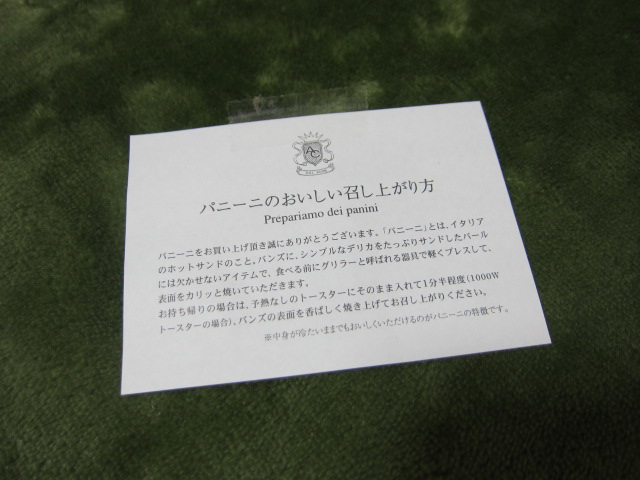 AC
パニーニのおいしい召し上がり方
Prepariamo dei panini
パニーニをお買い上げ頂き誠にありがとうございます。「パニーニ」とは、イタリア
のホットサンドのこと。バンズに、シンプルなデリカをたっぷりサンドしたバール
には欠かせないアイテムで、食べる前にグリラーと呼ばれる器具で軽くプレスして、
表面をカリッと焼いていただきます。
お持ち帰りの場合は、予熱なしのトースターにそのまま入れて1分半程度(1000W
トースターの場合)、バンズの表面を香ばしく焼き上げてお召し上がりください。
※中身が冷たいままでもおいしくいただけるのがパニーニの特徴です。